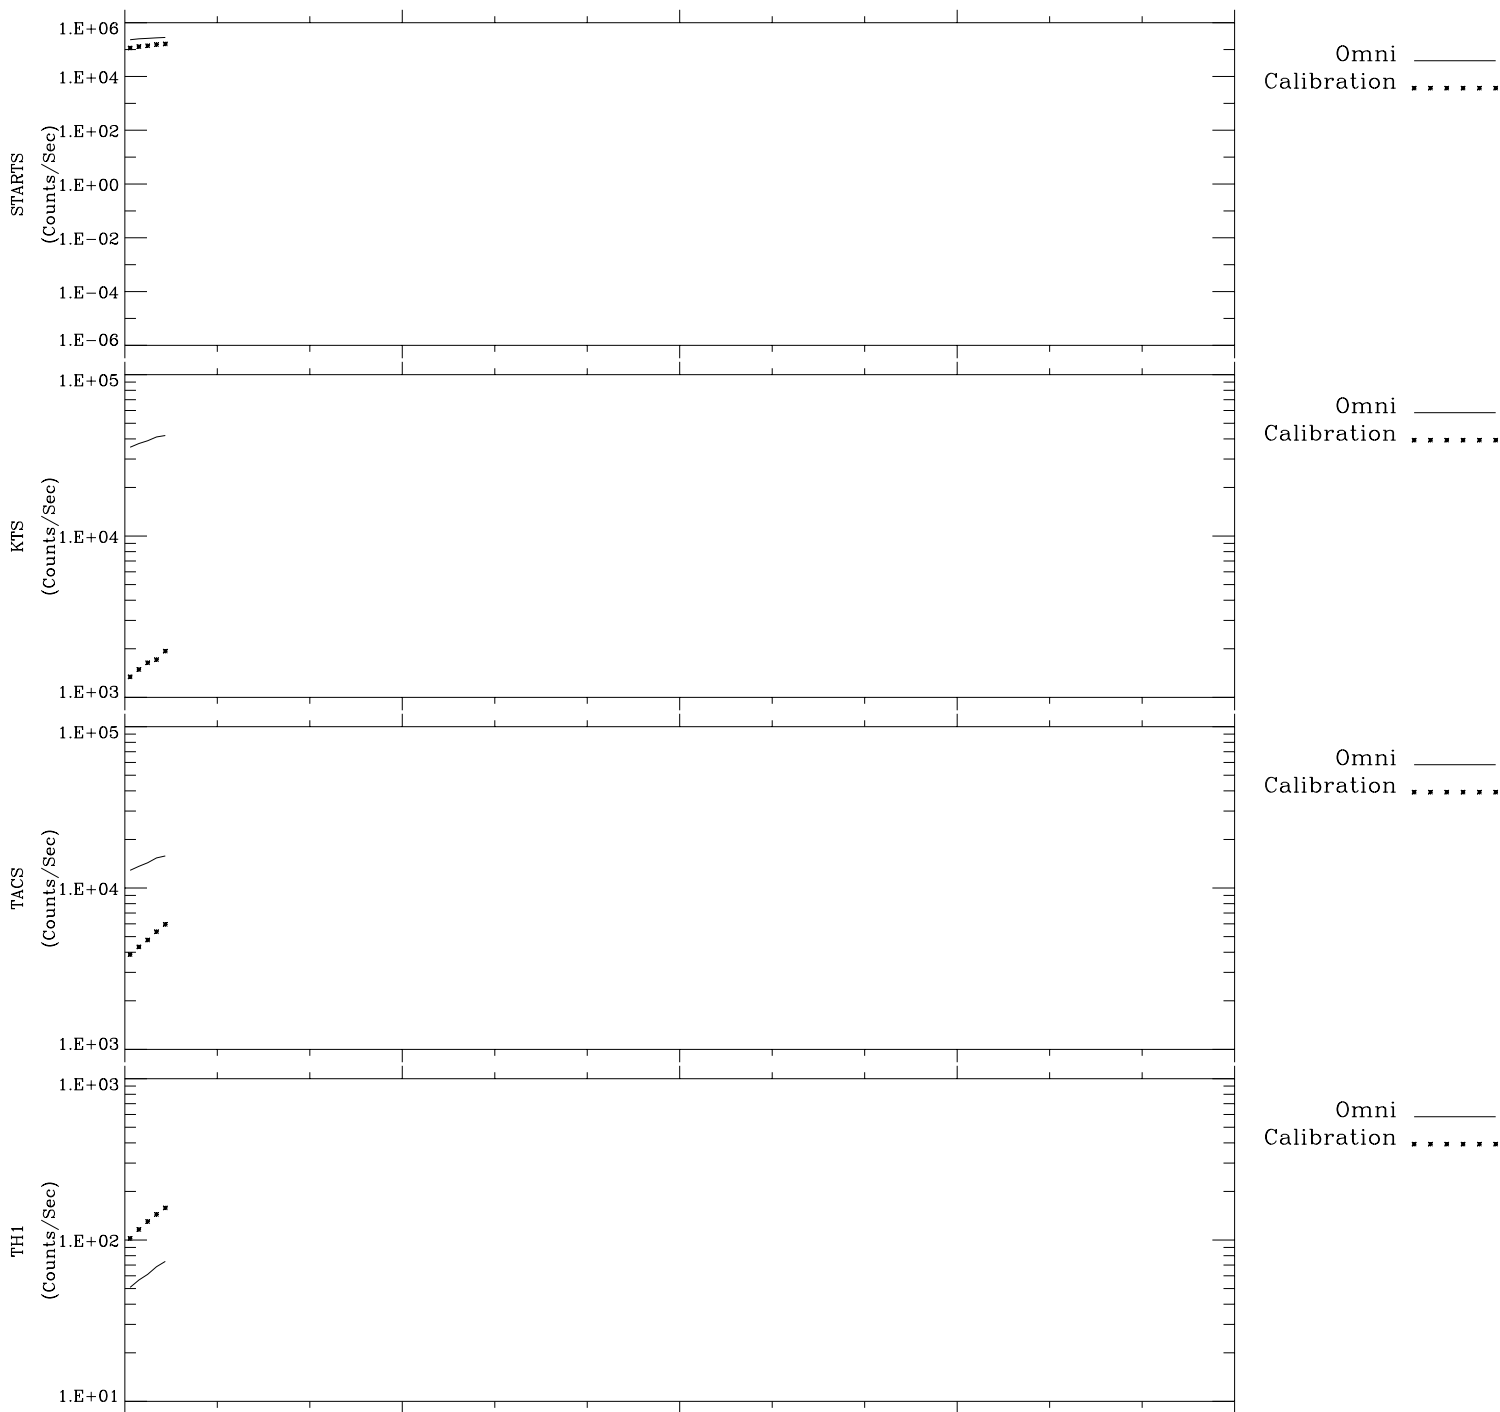 STARTS
(Counts/Sec)
1.E+06
1.E+04
1.E+02
1.E+00
1.E-02
1.E-04
1.E-06
Omni
Calibration
KTS
(Counts/Sec)
1.E+05
1.E+04
1.E+03
Omni
Calibration
TACS
(Counts/Sec)
1.E+05
1.E+04
1.E+03
Omni
Calibration
TH1
(Counts/Sec)
1.E+03
1.E+02
1.E+01
Omni
Calibration